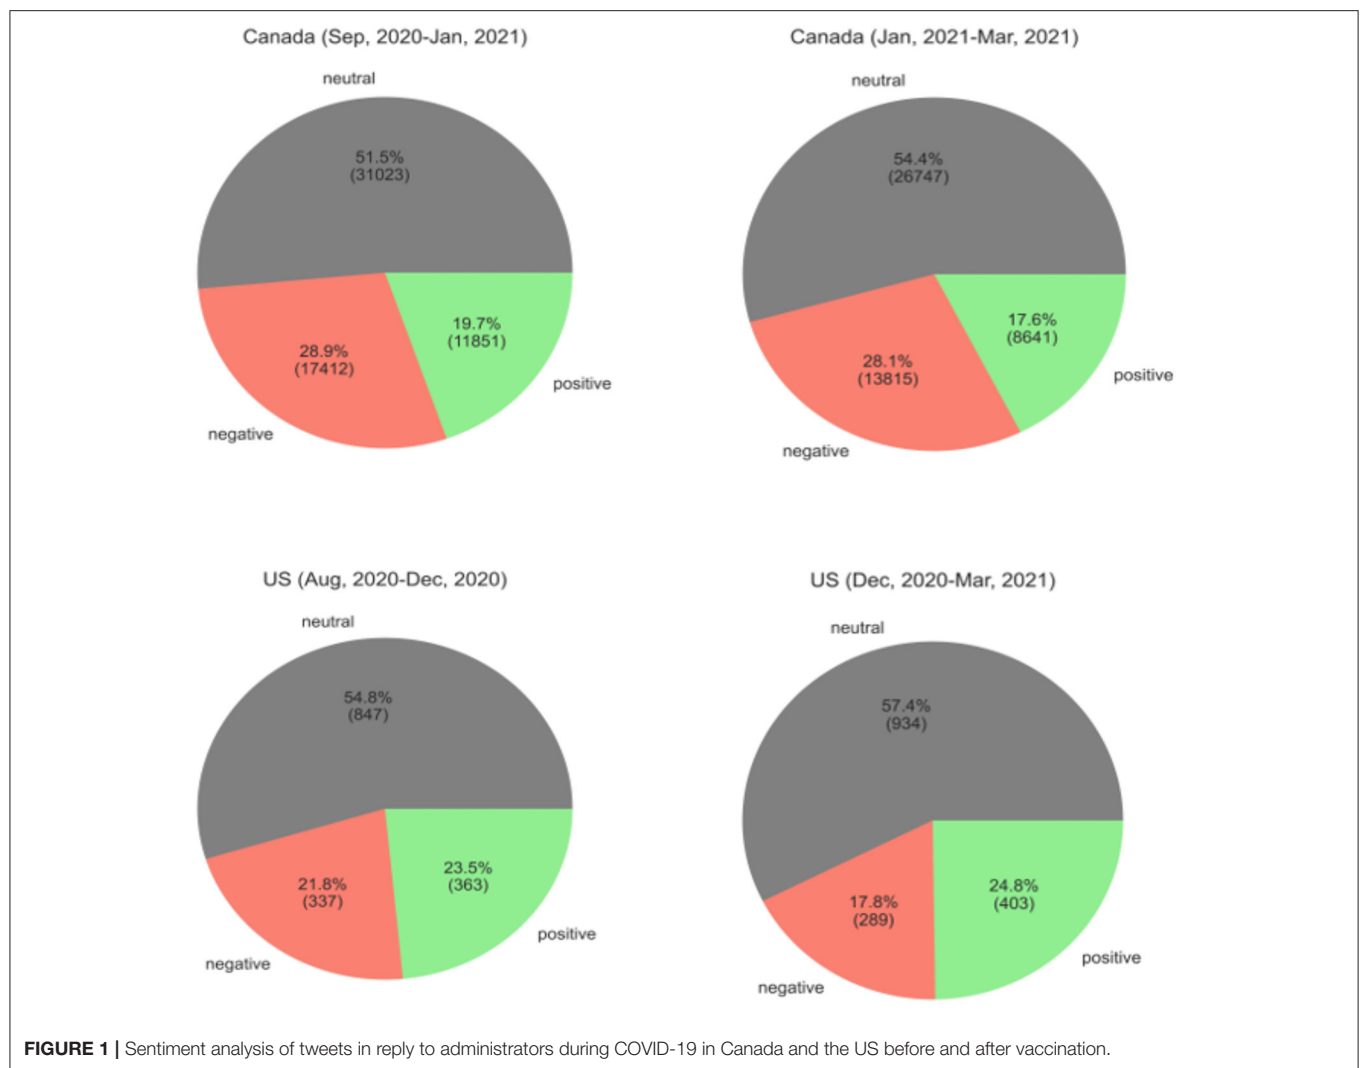 Canada (Sep, 2020-Jan, 2021)
neutral
51.5%
(31023)
28.9%
(17412)
19.7%
(11851)
negative
positive
Canada (Jan, 2021-Mar, 2021)
neutral
54.4%
(26747)
28.1%
(13815)
17.6%
(8641)
negative
positive
US (Aug, 2020-Dec, 2020)
neutral
54.8%
(847)
21.8%
(337)
23.5%
(363)
negative
positive
US (Dec, 2020-Mar, 2021)
neutral
57.4%
(934)
17.8%
(289)
24.8%
(403)
negative
positive
FIGURE 1 | Sentiment analysis of tweets in reply to administrators during COVID-19 in Canada and the US before and after vaccination.